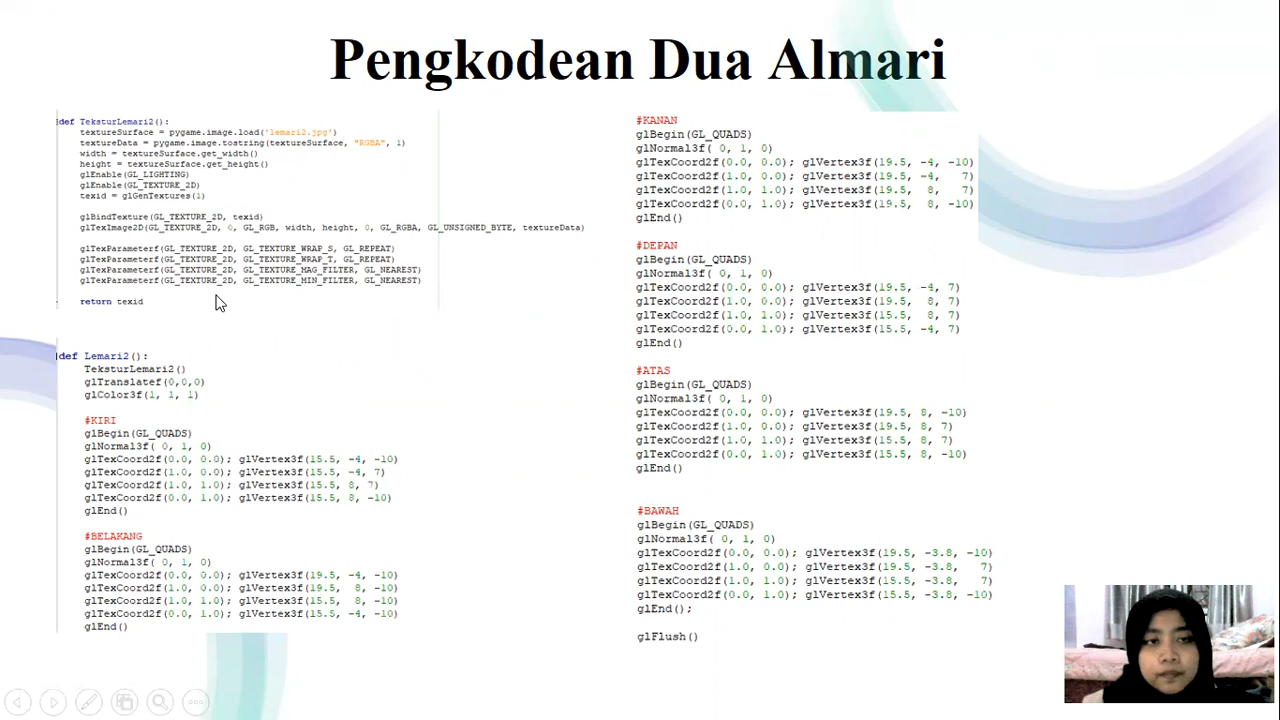 Pengkodean Dua Almari
def TeksturLemari2():
textureSurface = pygame.image.load('lemari2.jpg')
textureData = pygame.image.tostring(textureSurface, "RGBA", 1)
width = textureSurface.get_width()
height = textureSurface.get_height()
glEnable(GL_LIGHTING)
glEnable(GL_TEXTURE_2D)
texid = glGenTextures(1)
glBindTexture(GL_TEXTURE_2D, texid)
glTexImage2D(GL_TEXTURE_2D, 0, GL_RGB, width, height, 0, GL_RGBA, GL_UNSIGNED_BYTE, textureData)
glTexParameterf(GL_TEXTURE_2D, GL_TEXTURE_WRAP_S, GL_REPEAT)
glTexParameterf(GL_TEXTURE_2D, GL_TEXTURE_WRAP_T, GL_REPEAT)
glTexParameterf(GL_TEXTURE_2D, GL_TEXTURE_MAG_FILTER, GL_NEAREST)
glTexParameterf(GL_TEXTURE_2D, GL_TEXTURE_MIN_FILTER, GL_NEAREST)
return texid
def Lemari2():
TeksturLemari2()
glTranslatef(0,0,0)
glColor3f(1, 1, 1)
#KIRI
glBegin(GL_QUADS)
glNormal3f( 0, 1, 0)
glTexCoord2f(0.0, 0.0); glVertex3f(15.5, -4, -10)
glTexCoord2f(1.0, 0.0); glVertex3f(15.5, -4, 7)
glTexCoord2f(1.0, 1.0); glVertex3f(15.5, 8, 7)
glTexCoord2f(0.0, 1.0); glVertex3f(15.5, 8, -10)
glEnd()
#BELAKANG
glBegin(GL_QUADS)
glNormal3f( 0, 1, 0)
glTexCoord2f(0.0, 0.0); glVertex3f(19.5, -4, -10)
glTexCoord2f(1.0, 0.0); glVertex3f(19.5, 8, -10)
glTexCoord2f(1.0, 1.0); glVertex3f(15.5, 8, -10)
glTexCoord2f(0.0, 1.0); glVertex3f(15.5, -4, -10)
glEnd()
#KANAN
glBegin(GL_QUADS)
glNormal3f( 0, 1, 0)
glTexCoord2f(0.0, 0.0); glVertex3f(19.5, -4, -10)
glTexCoord2f(1.0, 0.0); glVertex3f(19.5, -4, 7)
glTexCoord2f(1.0, 1.0); glVertex3f(19.5, 8, 7)
glTexCoord2f(0.0, 1.0); glVertex3f(19.5, 8, -10)
glEnd()
#DEPAN
glBegin(GL_QUADS)
glNormal3f( 0, 1, 0)
glTexCoord2f(0.0, 0.0); glVertex3f(19.5, -4, 7)
glTexCoord2f(1.0, 0.0); glVertex3f(19.5, 8, 7)
glTexCoord2f(1.0, 1.0); glVertex3f(15.5, 8, 7)
glTexCoord2f(0.0, 1.0); glVertex3f(15.5, -4, 7)
glEnd()
#ATAS
glBegin(GL_QUADS)
glNormal3f( 0, 1, 0)
glTexCoord2f(0.0, 0.0); glVertex3f(19.5, 8, -10)
glTexCoord2f(1.0, 0.0); glVertex3f(19.5, 8, 7)
glTexCoord2f(1.0, 1.0); glVertex3f(15.5, 8, 7)
glTexCoord2f(0.0, 1.0); glVertex3f(15.5, 8, -10)
glEnd()
#BAWAH
glBegin(GL_QUADS)
glNormal3f( 0, 1, 0)
glTexCoord2f(0.0, 0.0); glVertex3f(19.5, -3.8, -10)
glTexCoord2f(1.0, 0.0); glVertex3f(19.5, -3.8, 7)
glTexCoord2f(1.0, 1.0); glVertex3f(15.5, -3.8, 7)
glTexCoord2f(0.0, 1.0); glVertex3f(15.5, -3.8, -10)
glEnd();
glFlush()